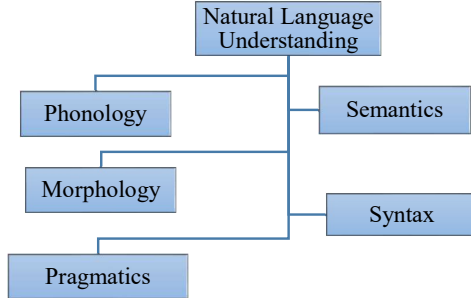 Natural Language
Understanding
Phonology
Semantics
Morphology
Syntax
Pragmatics